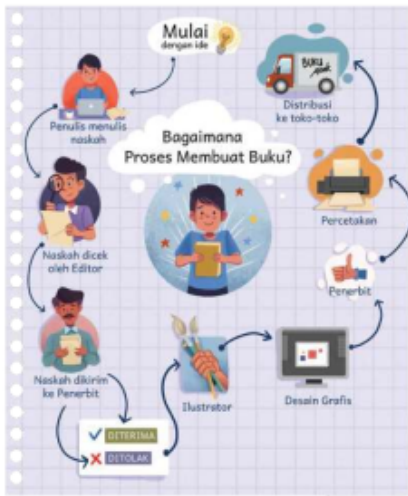 Mulai
dengan ide
Penulis menulis
naskah
Naskah dicek
oleh Editor
Naskah dikirim
ke Penerbit
DITERIMA
DITOLAK
Ilustrator
Desain Grafis
Penerbit
Percetakan
BUKU
Distribusi
ke toko-toko
Bagaimana
Proses Membuat Buku?